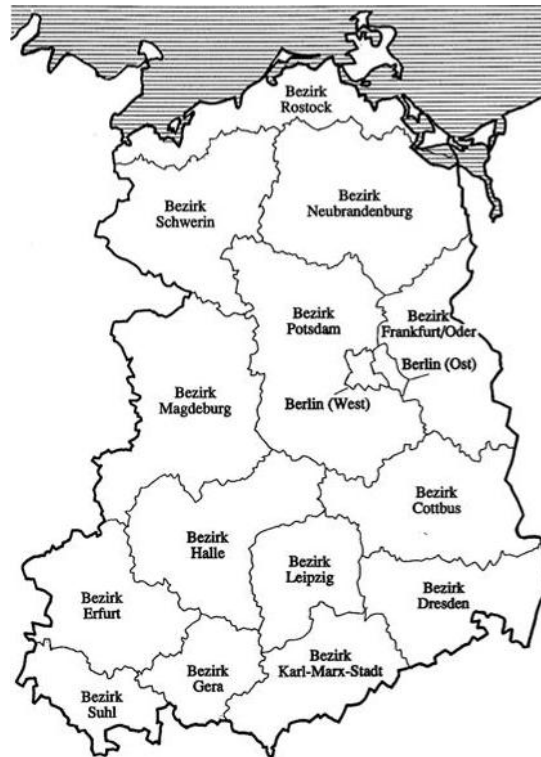 Bezirk
Rostock
Bezirk
Schwerin
Bezirk
Neubrandenburg
Bezirk
Potsdam
Bezirk
Frankfurt/Oder
Berlin (Ost)
Berlin (West)
Bezirk
Magdeburg
Bezirk
Cottbus
Bezirk
Halle
Bezirk
Leipzig
Bezirk
Dresden
Bezirk
Erfurt
Bezirk
Gera
Bezirk
Karl-Marx-Stadt
Bezirk
Suhl